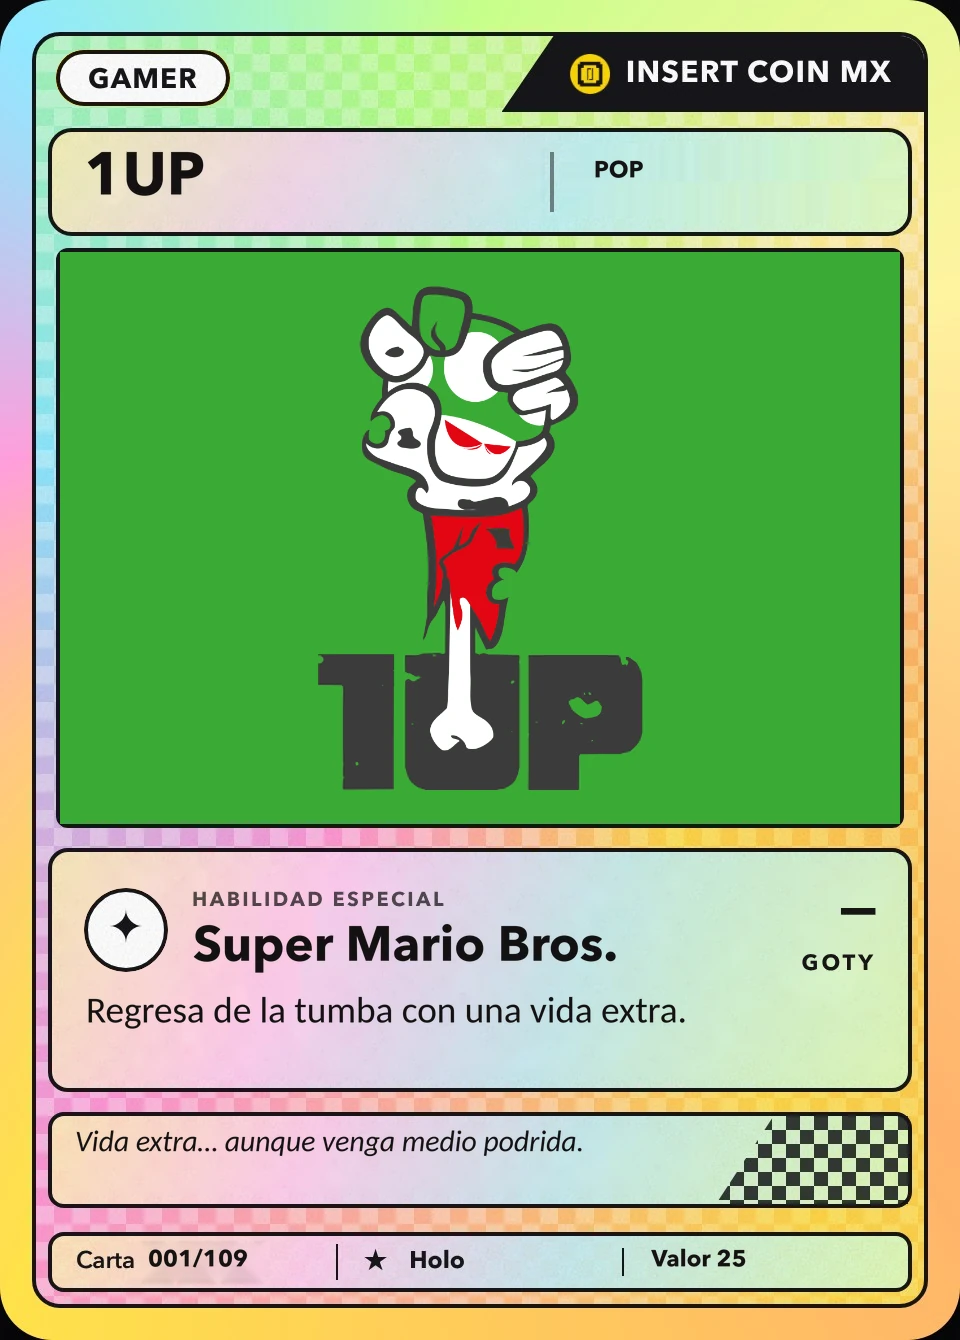 GAMER
INSERT COIN MX
1UP
POP
1UP
HABILIDAD ESPECIAL
Super Mario Bros.
—
GOTY
Regresa de la tumba con una vida extra.
Vida extra... aunque venga medio podrida.
Carta 001/109
★ Holo
Valor 25